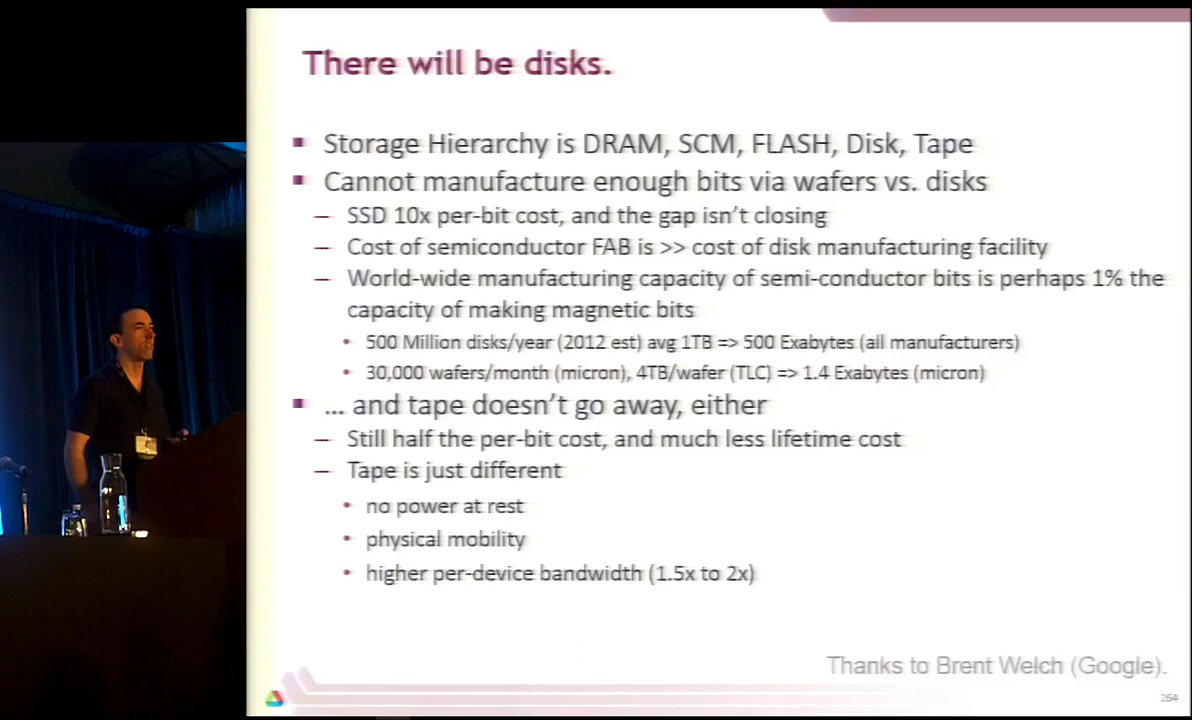 There will be disks.
Storage Hierarchy is DRAM, SCM, FLASH, Disk, Tape
Cannot manufacture enough bits via wafers vs. disks
– SSD 10x per-bit cost, and the gap isn't closing
– Cost of semiconductor FAB is >> cost of disk manufacturing facility
– World-wide manufacturing capacity of semi-conductor bits is perhaps 1% the
capacity of making magnetic bits
• 500 Million disks/year (2012 est) avg 1TB => 500 Exabytes (all manufacturers)
• 30,000 wafers/month (micron), 4TB/wafer (TLC) => 1.4 Exabytes (micron)
... and tape doesn't go away, either
– Still half the per-bit cost, and much less lifetime cost
– Tape is just different
• no power at rest
• physical mobility
• higher per-device bandwidth (1.5x to 2x)
Thanks to Brent Welch (Google).
264